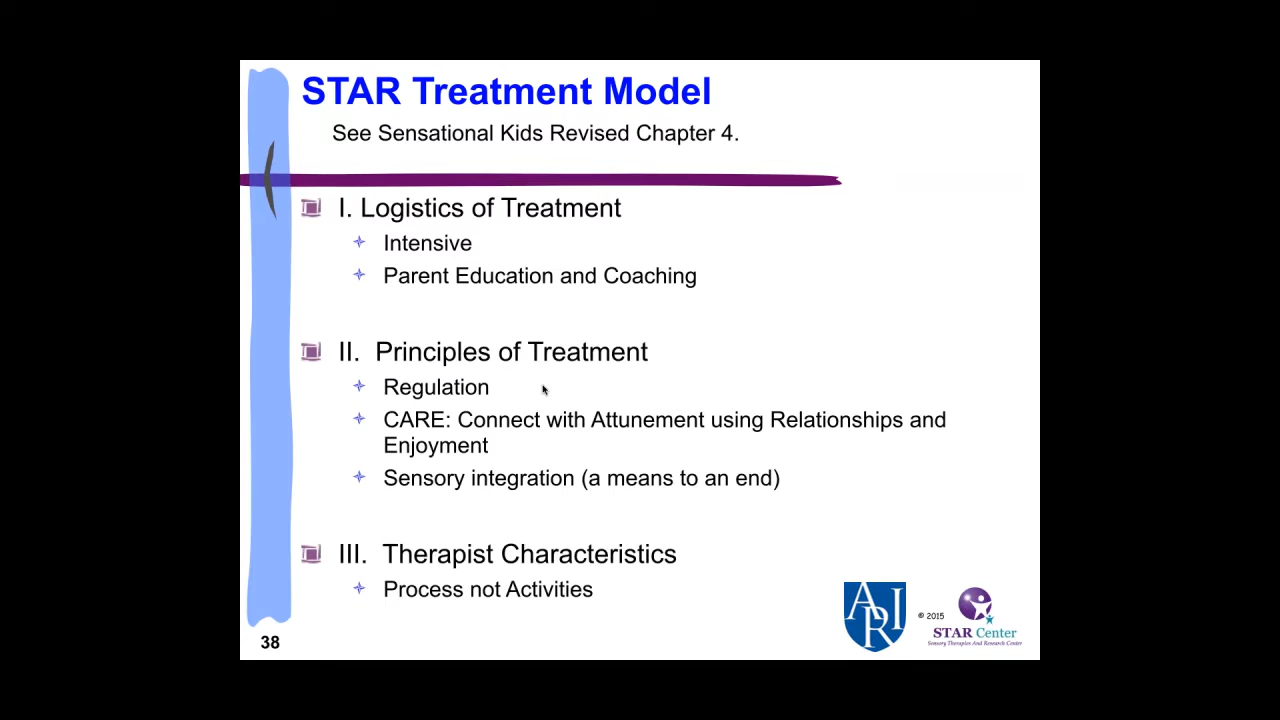 STAR Treatment Model
See Sensational Kids Revised Chapter 4.
I. Logistics of Treatment
Intensive
Parent Education and Coaching
II. Principles of Treatment
Regulation
CARE: Connect with Attunement using Relationships and
Enjoyment
Sensory integration (a means to an end)
III. Therapist Characteristics
Process not Activities
ARI
© 2015
STAR Center
Sensory Therapies And Research Center
38